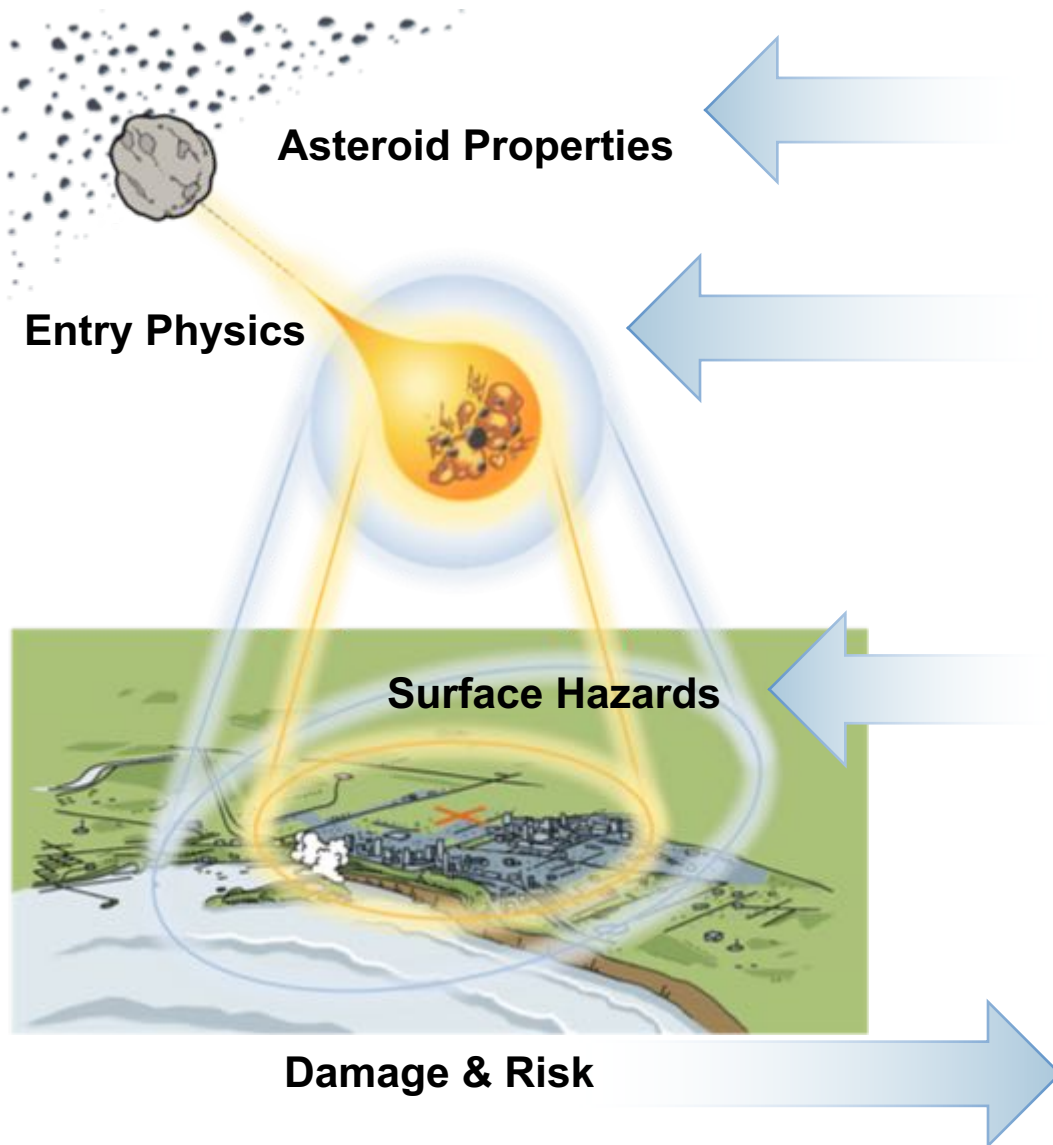 Asteroid Properties
Entry Physics
Surface Hazards
Damage & Risk